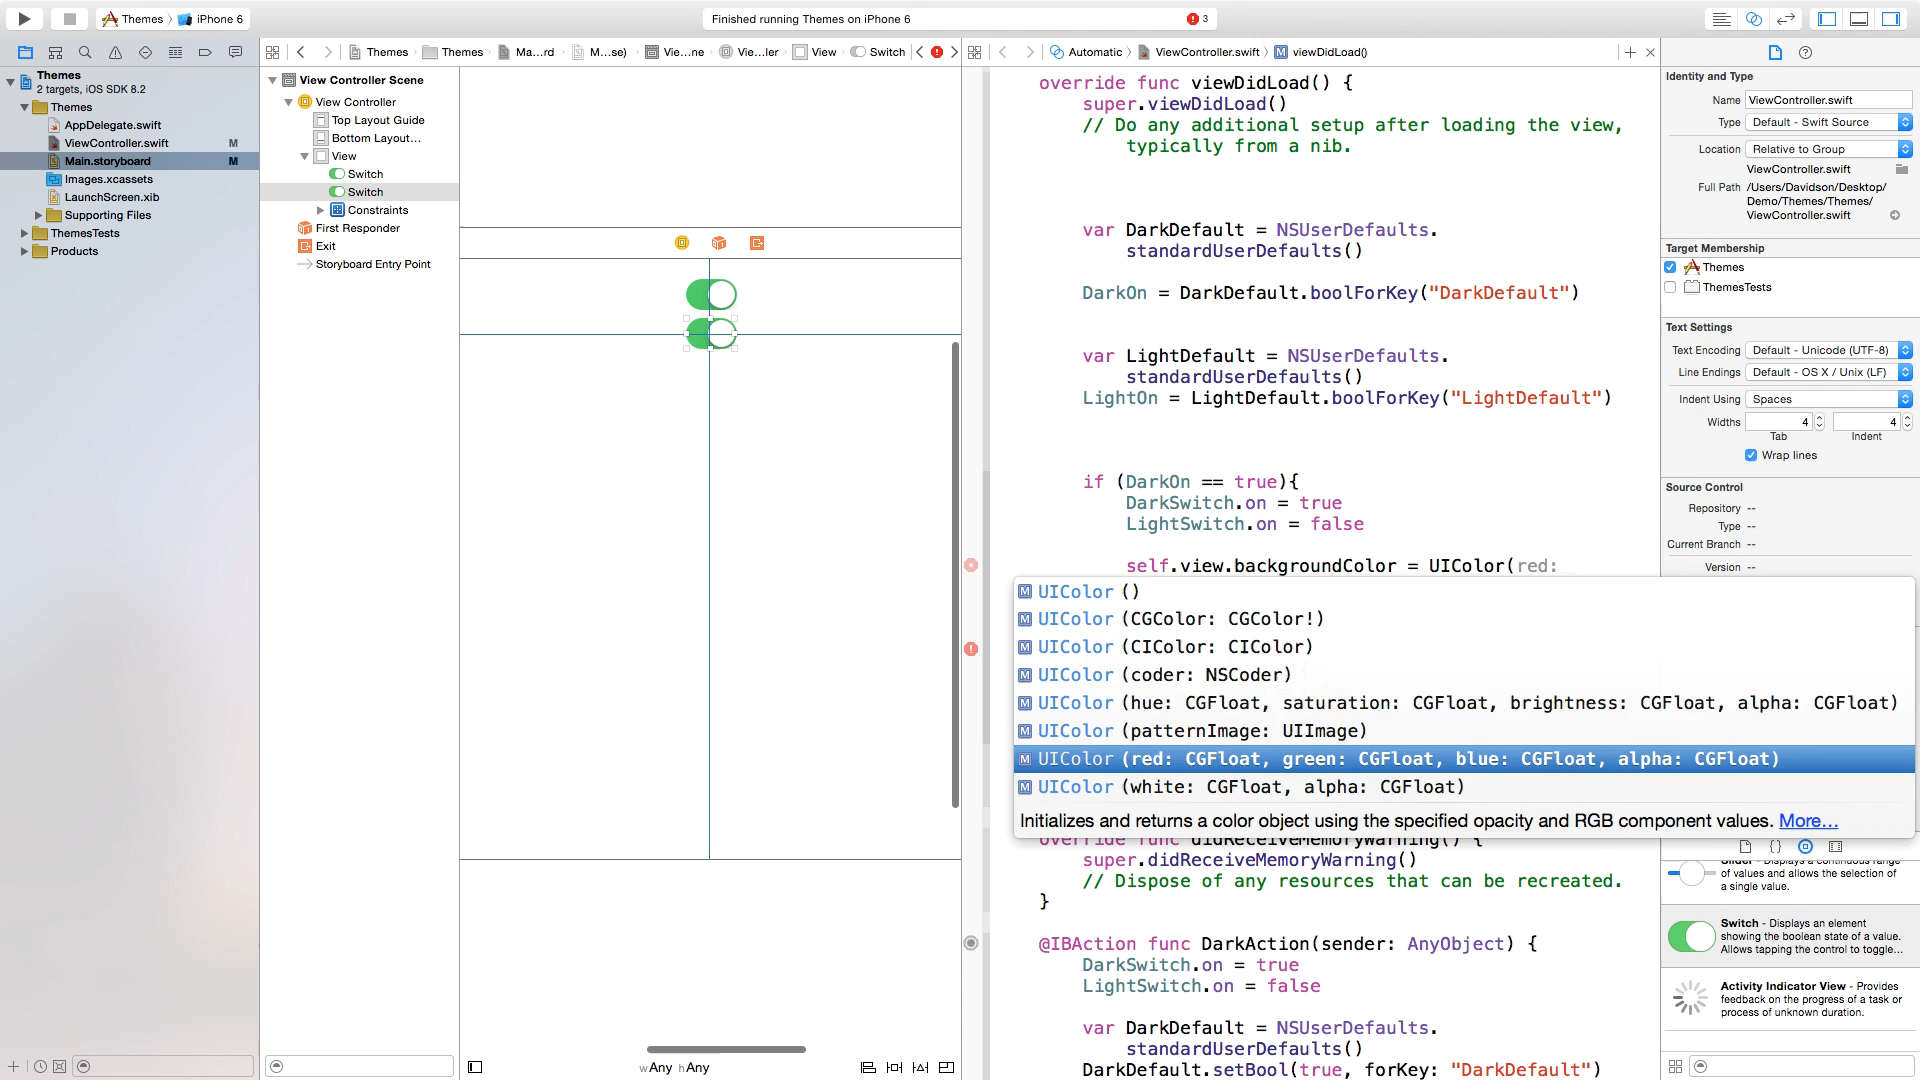 Themes
iPhone 6
Finished running Themes on iPhone 6
3
Themes
Themes
Ma...rd
M...se)
Vie...ne
Vie...ler
View
Switch
Automatic
ViewController.swift
viewDidLoad()
Themes
2 targets, iOS SDK 8.2
Themes
AppDelegate.swift
ViewController.swift M
Main.storyboard M
Images.xcassets
LaunchScreen.xib
Supporting Files
ThemesTests
Products
View Controller Scene
View Controller
Top Layout Guide
Bottom Layout...
View
Switch
Switch
Constraints
First Responder
Exit
Storyboard Entry Point
wAny hAny
override func viewDidLoad() {
super.viewDidLoad()
// Do any additional setup after loading the view,
typically from a nib.
var DarkDefault = NSUserDefaults.
standardUserDefaults()
DarkOn = DarkDefault.boolForKey("DarkDefault")
var LightDefault = NSUserDefaults.
standardUserDefaults()
LightOn = LightDefault.boolForKey("LightDefault")
if (DarkOn == true){
DarkSwitch.on = true
LightSwitch.on = false
self.view.backgroundColor = UIColor(red:
M UIColor ()
M UIColor (CGColor: CGColor!)
M UIColor (CIColor: CIColor)
M UIColor (coder: NSCoder)
M UIColor (hue: CGFloat, saturation: CGFloat, brightness: CGFloat, alpha: CGFloat)
M UIColor (patternImage: UIImage)
M UIColor (red: CGFloat, green: CGFloat, blue: CGFloat, alpha: CGFloat)
M UIColor (white: CGFloat, alpha: CGFloat)
Initializes and returns a color object using the specified opacity and RGB component values. More...
override func didReceiveMemoryWarning() {
super.didReceiveMemoryWarning()
// Dispose of any resources that can be recreated.
}
@IBAction func DarkAction(sender: AnyObject) {
DarkSwitch.on = true
LightSwitch.on = false
var DarkDefault = NSUserDefaults.
standardUserDefaults()
DarkDefault.setBool(true, forKey: "DarkDefault")
Identity and Type
Name ViewController.swift
Type Default - Swift Source
Location Relative to Group
ViewController.swift
Full Path /Users/Davidson/Desktop/
Demo/Themes/Themes/
ViewController.swift
Target Membership
Themes
ThemesTests
Text Settings
Text Encoding Default - Unicode (UTF-8)
Line Endings Default - OS X / Unix (LF)
Indent Using Spaces
Widths 4 4
Tab Indent
Wrap lines
Source Control
Repository --
Type --
Current Branch --
Version --
Slider - Displays a continuous range
of values and allows the selection of
a single value.
Switch - Displays an element
showing the boolean state of a value.
Allows tapping the control to toggle...
Activity Indicator View - Provides
feedback on the progress of a task or
process of unknown duration.